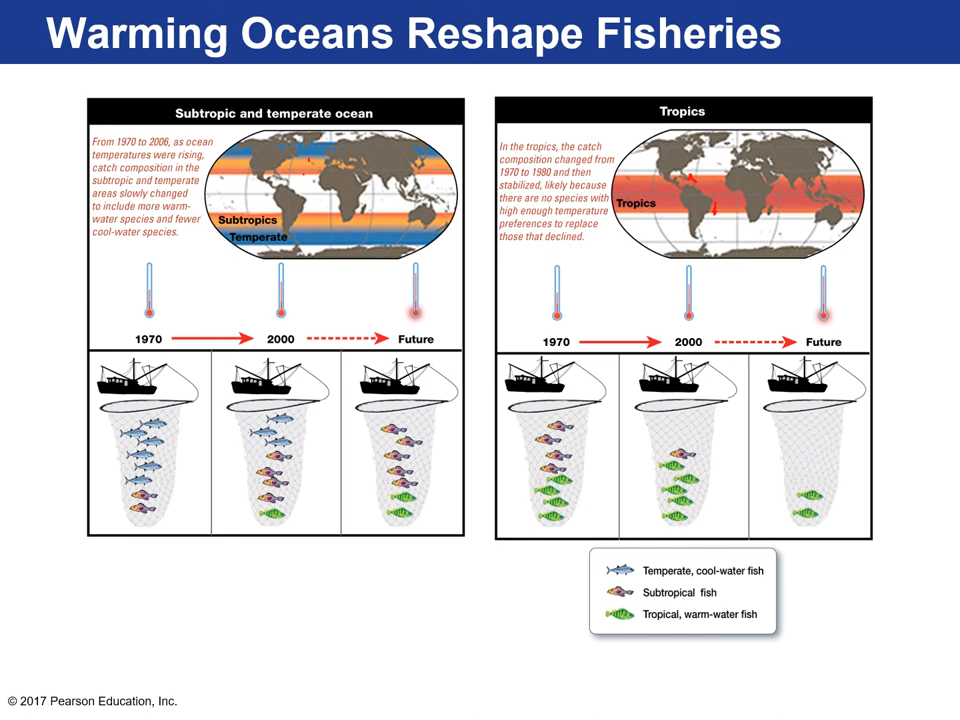 Warming Oceans Reshape Fisheries
Subtropic and temperate ocean
From 1970 to 2006, as ocean
temperatures were rising,
catch composition in the
subtropic and temperate
areas slowly changed
to include more warm-
water species and fewer
cool-water species.
Subtropics
Temperate
1970
2000
Future
Tropics
In the tropics, the catch
composition changed from
1970 to 1980 and then
stabilized, likely because
there are no species with
high enough temperature
preferences to replace
those that declined.
Tropics
1970
2000
Future
Temperate, cool-water fish
Subtropical fish
Tropical, warm-water fish
© 2017 Pearson Education, Inc.